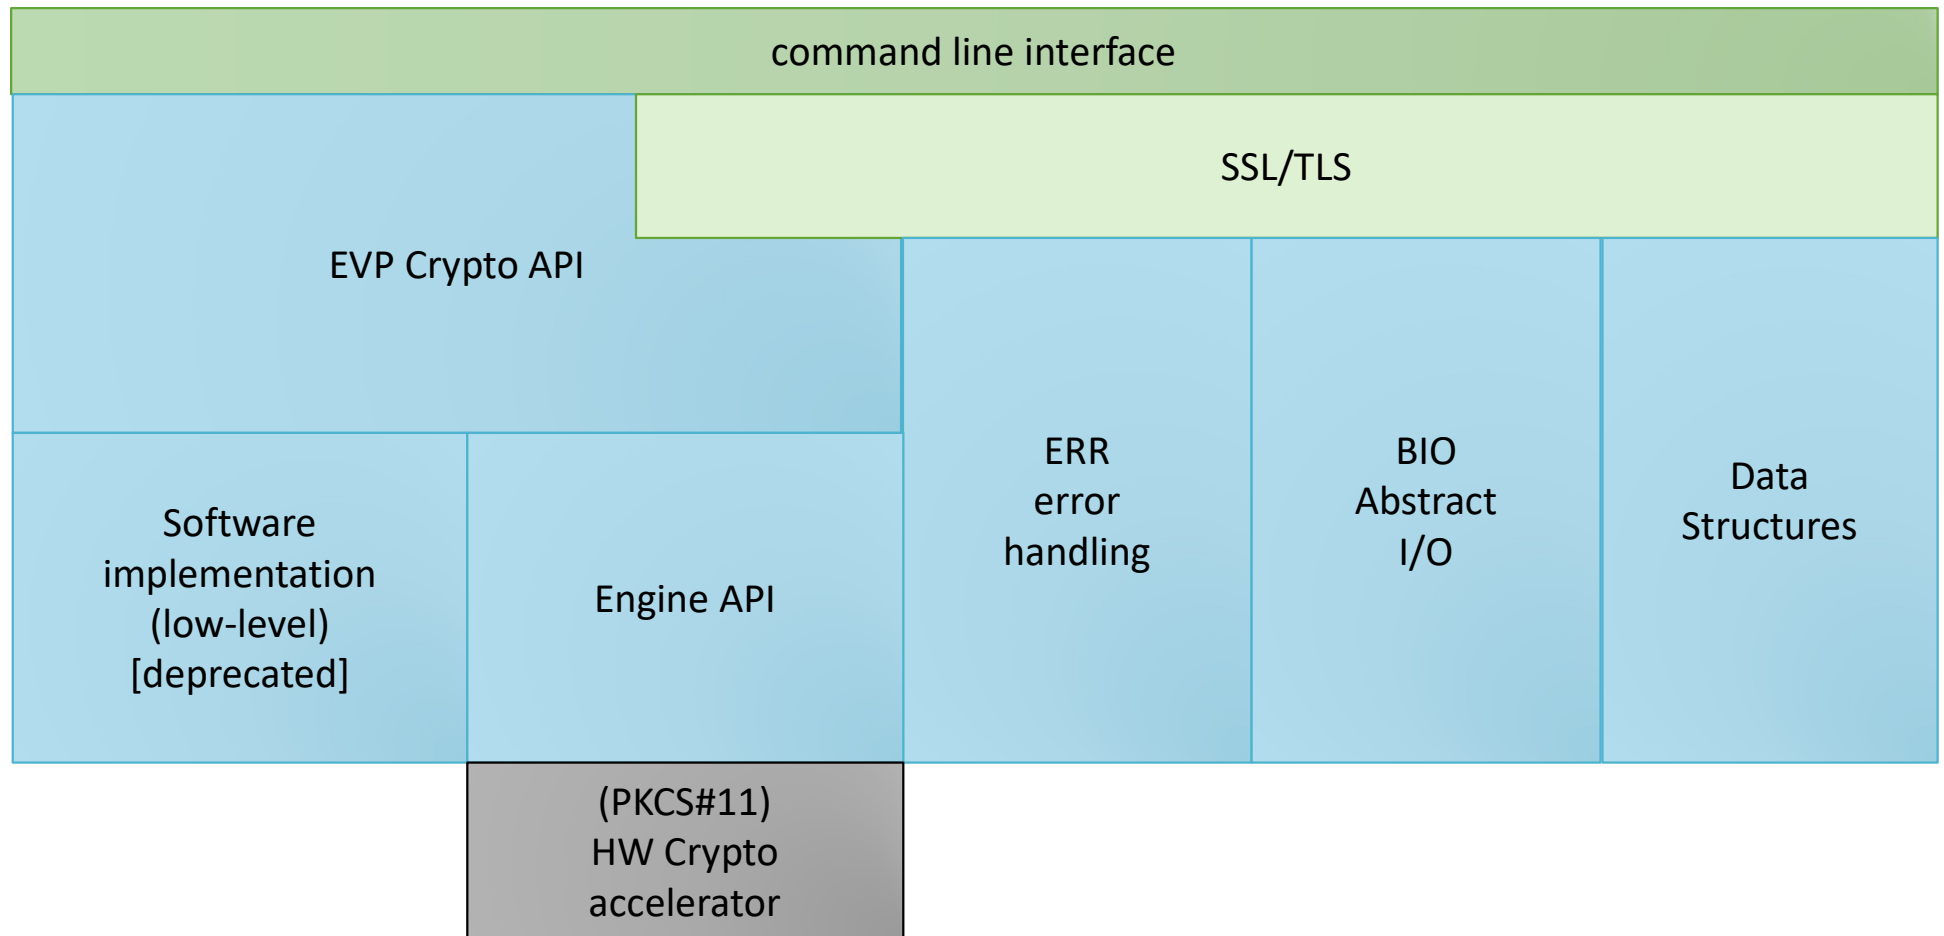 command line interface
SSL/TLS
EVP Crypto API
Software
implementation
(low-level)
[deprecated]
Engine API
ERR
error
handling
BIO
Abstract
I/O
Data
Structures
(PKCS#11)
HW Crypto
accelerator